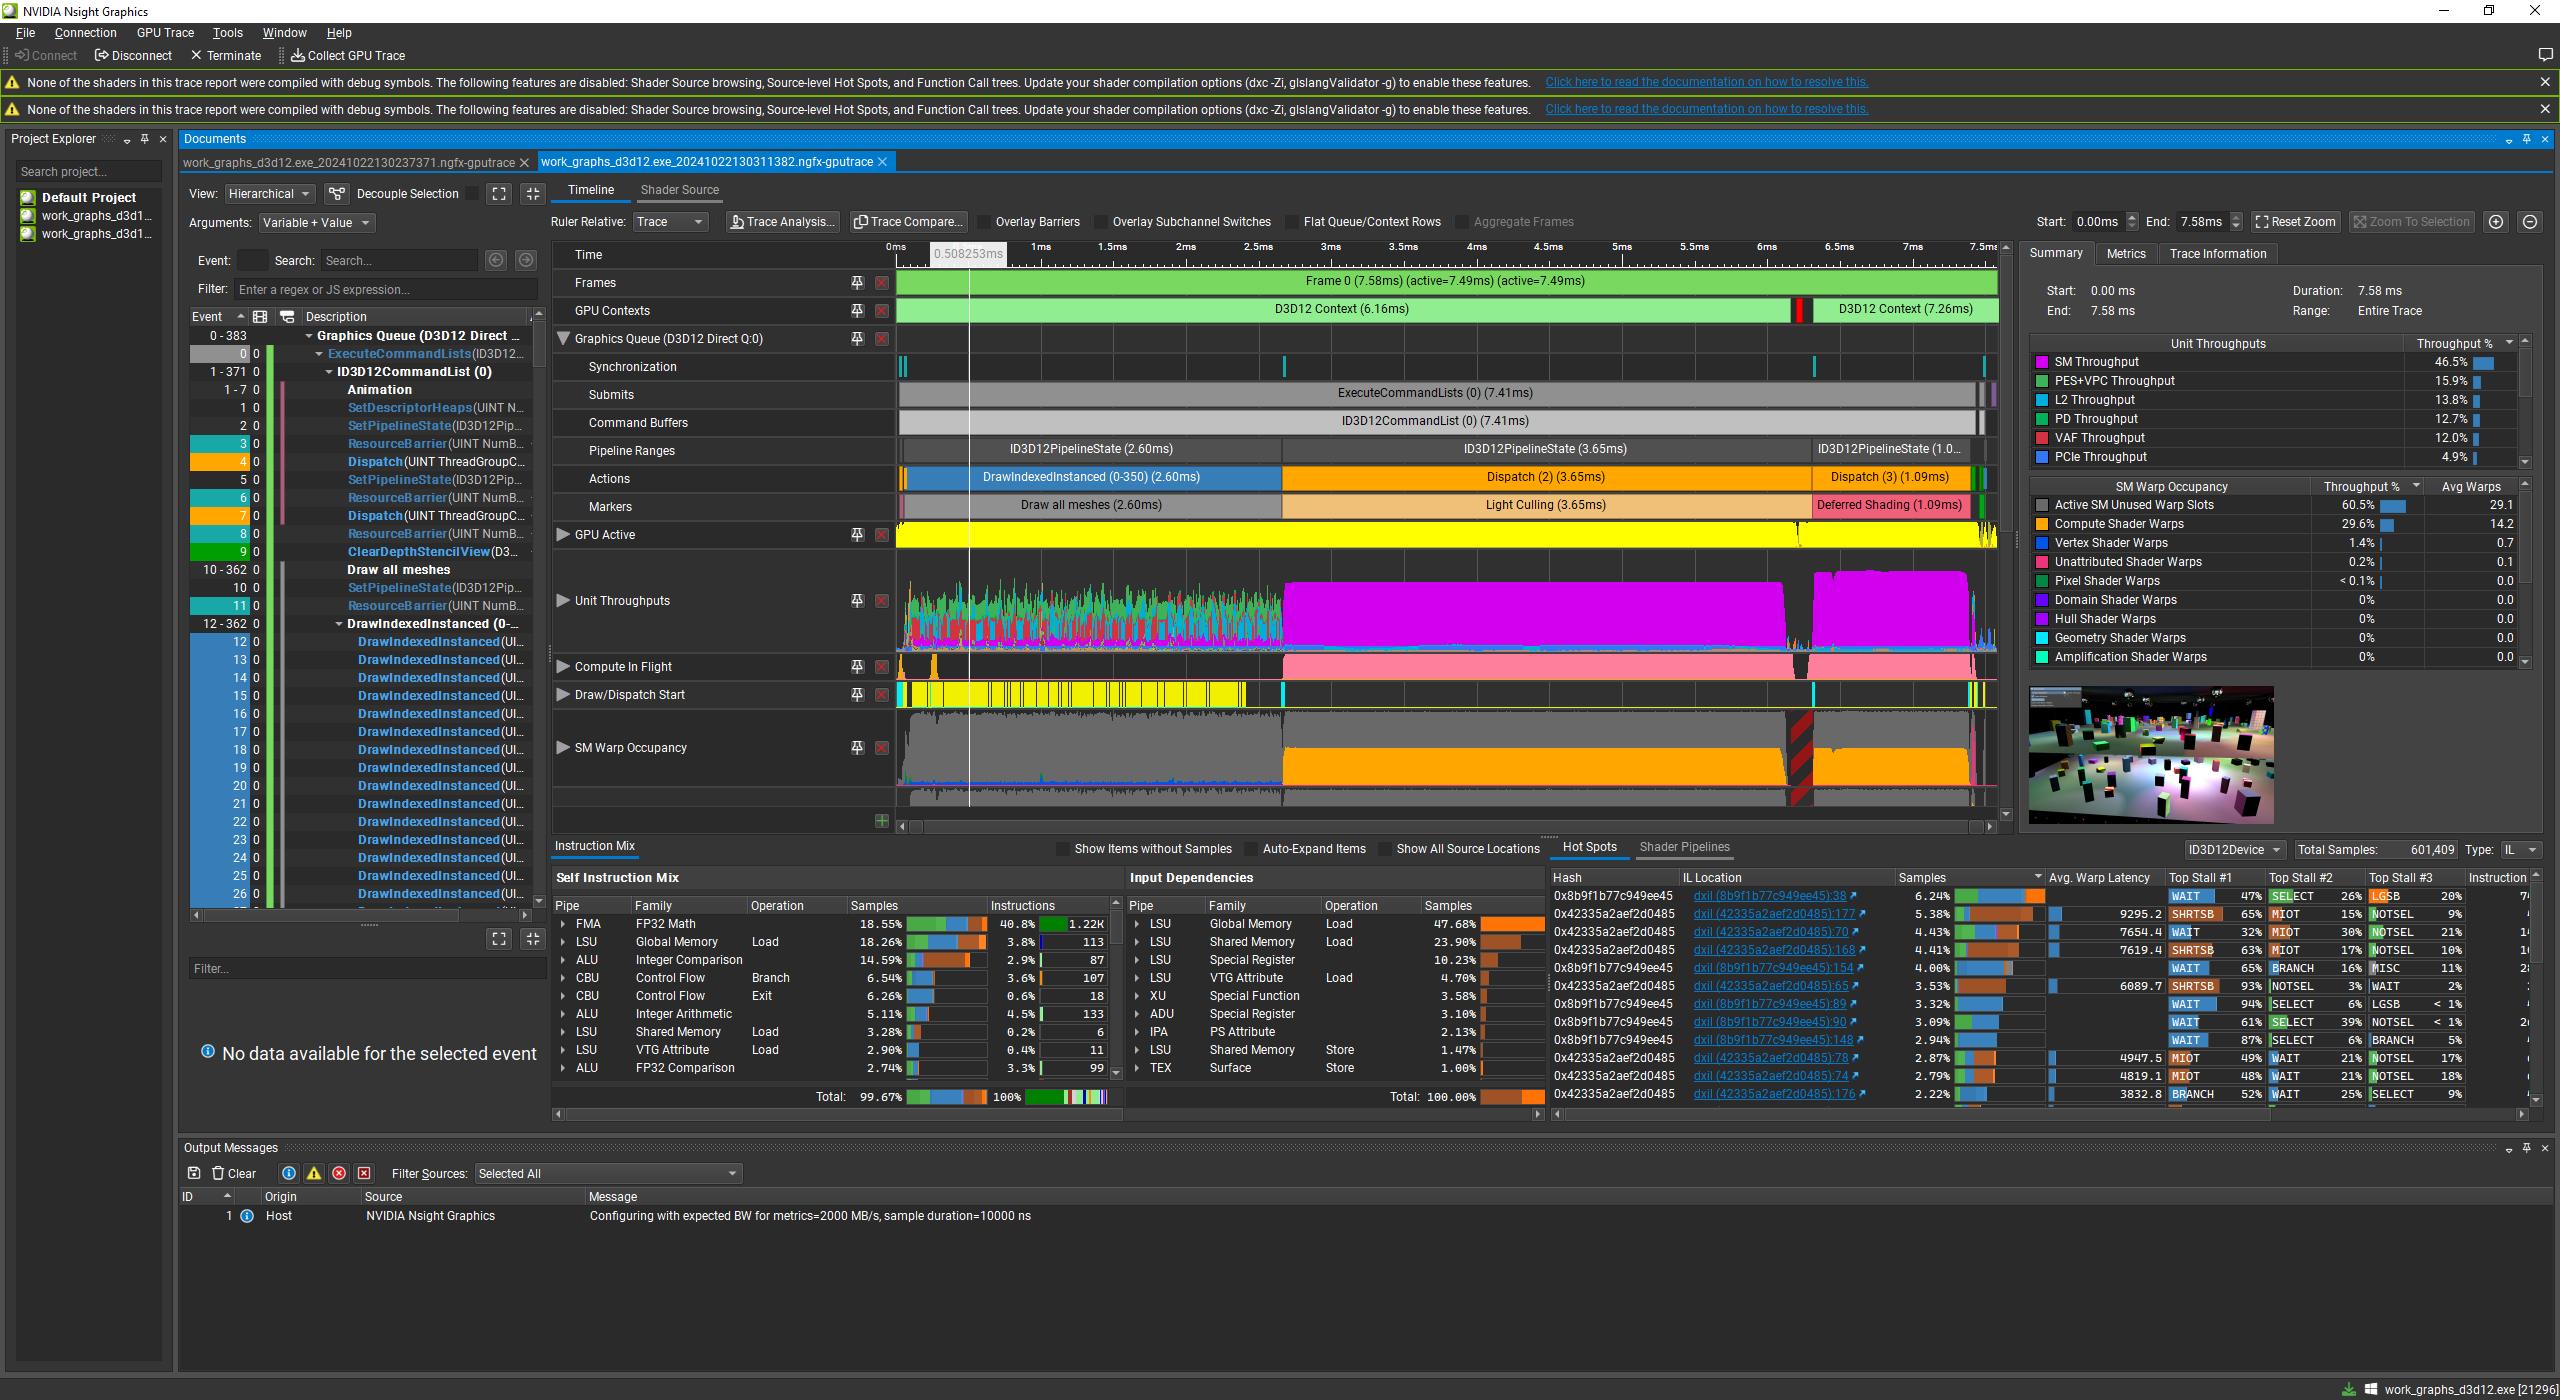 NVIDIA Nsight Graphics
File Connection GPU Trace Tools Window Help
Connect Disconnect Terminate Collect GPU Trace
None of the shaders in this trace report were compiled with debug symbols. The following features are disabled: Shader Source browsing, Source-level Hot Spots, and Function Call trees. Update your shader compilation options (dxc -Zi, glslangValidator -g) to enable these features. Click here to read the documentation on how to resolve this.
None of the shaders in this trace report were compiled with debug symbols. The following features are disabled: Shader Source browsing, Source-level Hot Spots, and Function Call trees. Update your shader compilation options (dxc -Zi, glslangValidator -g) to enable these features. Click here to read the documentation on how to resolve this.
Project Explorer
Search project...
Default Project
work_graphs_d3d1...
work_graphs_d3d1...
Documents
work_graphs_d3d12.exe_20241022130237371.ngfx-gputrace
work_graphs_d3d12.exe_20241022130311382.ngfx-gputrace
View: Hierarchical Decouple Selection
Arguments: Variable + Value
Event: Search: Search...
Filter: Enter a regex or JS expression...
Event Description
0 - 383 Graphics Queue (D3D12 Direct ...
0 0 ExecuteCommandLists(ID3D12...
1 - 371 0 ID3D12CommandList (0)
1 - 7 0 Animation
1 0 SetDescriptorHeaps(UINT N...
2 0 SetPipelineState(ID3D12Pip...
3 0 ResourceBarrier(UINT NumB...
4 0 Dispatch(UINT ThreadGroupC...
5 0 SetPipelineState(ID3D12Pip...
6 0 ResourceBarrier(UINT NumB...
7 0 Dispatch(UINT ThreadGroupC...
8 0 ResourceBarrier(UINT NumB...
9 0 ClearDepthStencilView(D3...
10 - 362 0 Draw all meshes
10 0 SetPipelineState(ID3D12Pip...
11 0 ResourceBarrier(UINT NumB...
12 - 362 0 DrawIndexedInstanced (0-...
12 0 DrawIndexedInstanced(UI...
13 0 DrawIndexedInstanced(UI...
14 0 DrawIndexedInstanced(UI...
15 0 DrawIndexedInstanced(UI...
16 0 DrawIndexedInstanced(UI...
17 0 DrawIndexedInstanced(UI...
18 0 DrawIndexedInstanced(UI...
19 0 DrawIndexedInstanced(UI...
20 0 DrawIndexedInstanced(UI...
21 0 DrawIndexedInstanced(UI...
22 0 DrawIndexedInstanced(UI...
23 0 DrawIndexedInstanced(UI...
24 0 DrawIndexedInstanced(UI...
25 0 DrawIndexedInstanced(UI...
26 0 DrawIndexedInstanced(UI...
Filter...
No data available for the selected event
Timeline Shader Source
Ruler Relative: Trace Trace Analysis... Trace Compare... Overlay Barriers Overlay Subchannel Switches Flat Queue/Context Rows Aggregate Frames
Start: 0.00ms End: 7.58ms Reset Zoom Zoom To Selection
Time 0ms 0.508253ms 1ms 1.5ms 2ms 2.5ms 3ms 3.5ms 4ms 4.5ms 5ms 5.5ms 6ms 6.5ms 7ms 7.5ms
Frames Frame 0 (7.58ms) (active=7.49ms) (active=7.49ms)
GPU Contexts D3D12 Context (6.16ms) D3D12 Context (7.26ms)
Graphics Queue (D3D12 Direct Q:0)
Synchronization
Submits ExecuteCommandLists (0) (7.41ms)
Command Buffers ID3D12CommandList (0) (7.41ms)
Pipeline Ranges ID3D12PipelineState (2.60ms) ID3D12PipelineState (3.65ms) ID3D12PipelineState (1.0...
Actions DrawIndexedInstanced (0-350) (2.60ms) Dispatch (2) (3.65ms) Dispatch (3) (1.09ms)
Markers Draw all meshes (2.60ms) Light Culling (3.65ms) Deferred Shading (1.09ms)
GPU Active
Unit Throughputs
Compute In Flight
Draw/Dispatch Start
SM Warp Occupancy
Summary Metrics Trace Information
Start: 0.00 ms Duration: 7.58 ms
End: 7.58 ms Range: Entire Trace
Unit Throughputs Throughput %
SM Throughput 46.5%
PES+VPC Throughput 15.9%
L2 Throughput 13.8%
PD Throughput 12.7%
VAF Throughput 12.0%
PCIe Throughput 4.9%
SM Warp Occupancy Throughput % Avg Warps
Active SM Unused Warp Slots 60.5% 29.1
Compute Shader Warps 29.6% 14.2
Vertex Shader Warps 1.4% 0.7
Unattributed Shader Warps 0.2% 0.1
Pixel Shader Warps < 0.1% 0.0
Domain Shader Warps 0% 0.0
Hull Shader Warps 0% 0.0
Geometry Shader Warps 0% 0.0
Amplification Shader Warps 0% 0.0
Instruction Mix Show Items without Samples Auto-Expand Items Show All Source Locations
Self Instruction Mix
Pipe Family Operation Samples Instructions
FMA FP32 Math 18.55% 40.8% 1.22K
LSU Global Memory Load 18.26% 3.8% 113
ALU Integer Comparison 14.59% 2.9% 87
CBU Control Flow Branch 6.54% 3.6% 107
CBU Control Flow Exit 6.26% 0.6% 18
ALU Integer Arithmetic 5.11% 4.5% 133
LSU Shared Memory Load 3.28% 0.2% 6
LSU VTG Attribute Load 2.90% 0.4% 11
ALU FP32 Comparison 2.74% 3.3% 99
Total: 99.67% 100%
Input Dependencies
Pipe Family Operation Samples
LSU Global Memory Load 47.68%
LSU Shared Memory Load 23.90%
LSU Special Register 10.23%
LSU VTG Attribute Load 4.70%
XU Special Function 3.58%
ADU Special Register 3.10%
IPA PS Attribute 2.13%
LSU Shared Memory Store 1.47%
TEX Surface Store 1.00%
Total: 100.00%
Hot Spots Shader Pipelines ID3D12Device Total Samples: 601,409 Type: IL
Hash IL Location Samples Avg. Warp Latency Top Stall #1 Top Stall #2 Top Stall #3 Instruction
0x8b9f1b77c949ee45 dxil (8b9f1b77c949ee45):38 6.24% WAIT 47% SELECT 26% LGSB 20%
0x42335a2aef2d0485 dxil (42335a2aef2d0485):177 5.38% 9295.2 SHRTSB 65% MIOT 15% NOTSEL 9%
0x42335a2aef2d0485 dxil (42335a2aef2d0485):70 4.43% 7654.4 WAIT 32% MIOT 30% NOTSEL 21%
0x42335a2aef2d0485 dxil (42335a2aef2d0485):168 4.41% 7619.4 SHRTSB 63% MIOT 17% NOTSEL 10%
0x8b9f1b77c949ee45 dxil (8b9f1b77c949ee45):154 4.00% WAIT 65% BRANCH 16% MISC 11%
0x42335a2aef2d0485 dxil (42335a2aef2d0485):65 3.53% 6089.7 SHRTSB 93% NOTSEL 3% WAIT 2%
0x8b9f1b77c949ee45 dxil (8b9f1b77c949ee45):89 3.32% WAIT 94% SELECT 6% LGSB < 1%
0x8b9f1b77c949ee45 dxil (8b9f1b77c949ee45):90 3.09% WAIT 61% SELECT 39% NOTSEL < 1%
0x8b9f1b77c949ee45 dxil (8b9f1b77c949ee45):148 2.94% WAIT 87% SELECT 6% BRANCH 5%
0x42335a2aef2d0485 dxil (42335a2aef2d0485):78 2.87% 4947.5 MIOT 49% WAIT 21% NOTSEL 17%
0x42335a2aef2d0485 dxil (42335a2aef2d0485):74 2.79% 4819.1 MIOT 48% WAIT 21% NOTSEL 18%
0x42335a2aef2d0485 dxil (42335a2aef2d0485):176 2.22% 3832.8 BRANCH 52% WAIT 25% SELECT 9%
Output Messages
Clear Filter Sources: Selected All
ID Origin Source Message
1 Host NVIDIA Nsight Graphics Configuring with expected BW for metrics=2000 MB/s, sample duration=10000 ns
work_graphs_d3d12.exe [21296]